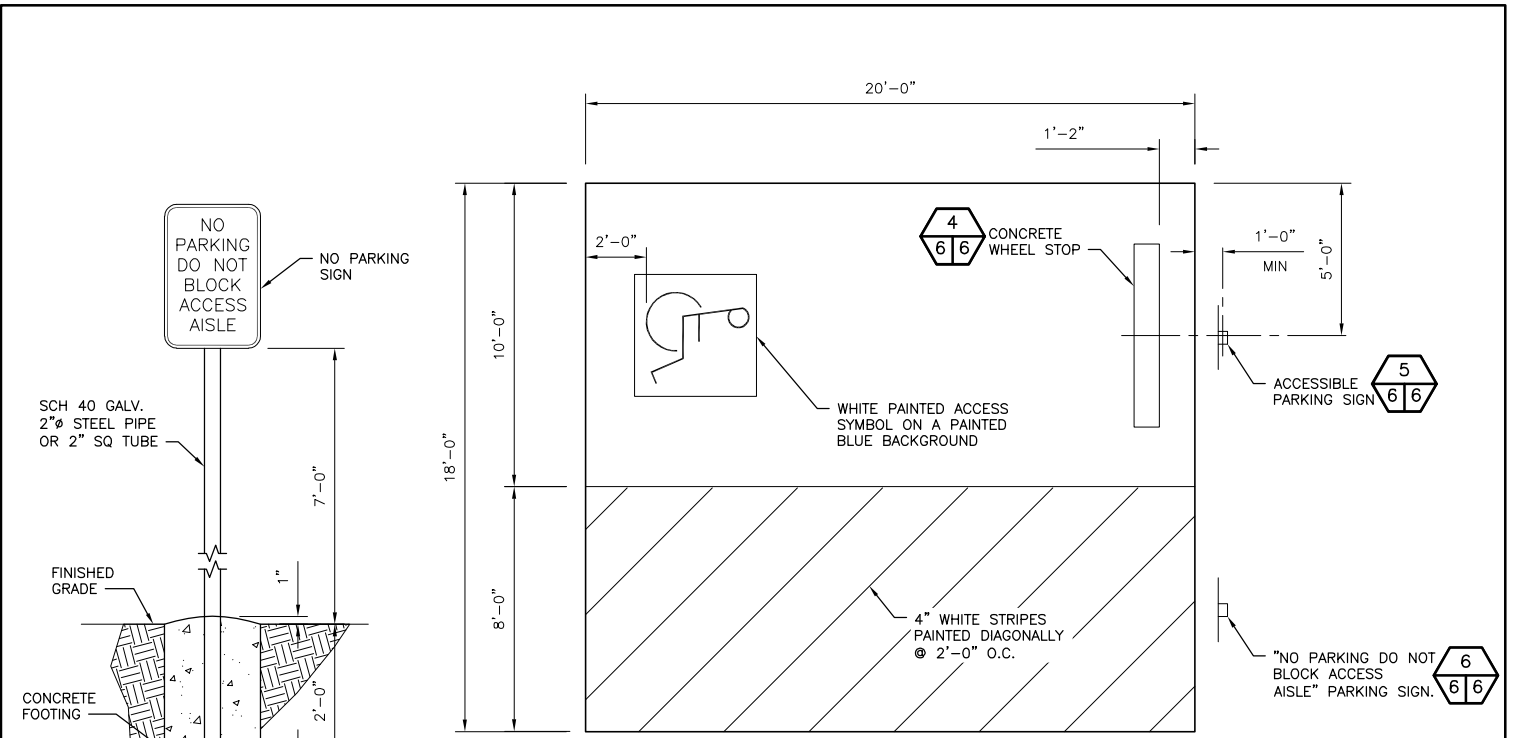 20'-0"
1'-2"
NO
PARKING
DO NOT
BLOCK
ACCESS
AISLE
NO PARKING
SIGN
SCH 40 GALV.
2"ø STEEL PIPE
OR 2" SQ TUBE
7'-0"
FINISHED
GRADE
1"
CONCRETE
FOOTING
2'-0"
18'-0"
10'-0"
8'-0"
2'-0"
WHITE PAINTED ACCESS
SYMBOL ON A PAINTED
BLUE BACKGROUND
4
6 6
CONCRETE
WHEEL STOP
1'-0"
MIN
5'-0"
ACCESSIBLE
PARKING SIGN
5
6 6
4" WHITE STRIPES
PAINTED DIAGONALLY
@ 2'-0" O.C.
"NO PARKING DO NOT
BLOCK ACCESS
AISLE" PARKING SIGN.
6
6 6